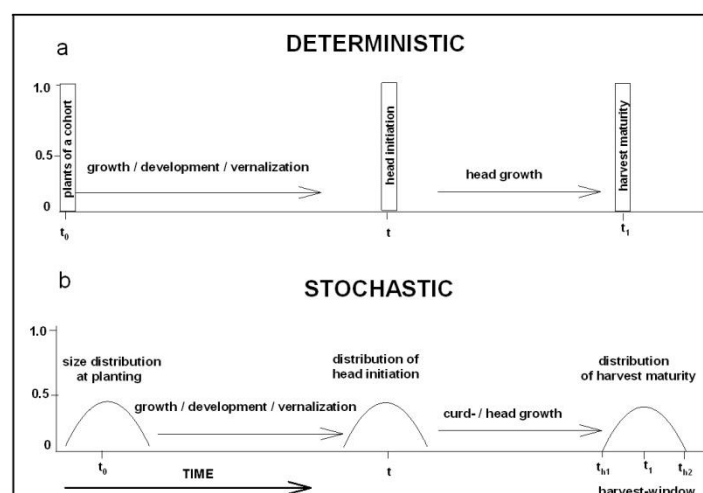 a
DETERMINISTIC
1.0
0.5
0
plants of a cohort
growth / development / vernalization
head initiation
head growth
harvest maturity
t0
t
t1
b
STOCHASTIC
1.0
0.5
0
size distribution
at planting
distribution of
head initiation
distribution
of harvest maturity
growth / development / vernalization
curd- / head growth
t0
t
th1
t1
th2
TIME
harvest-window